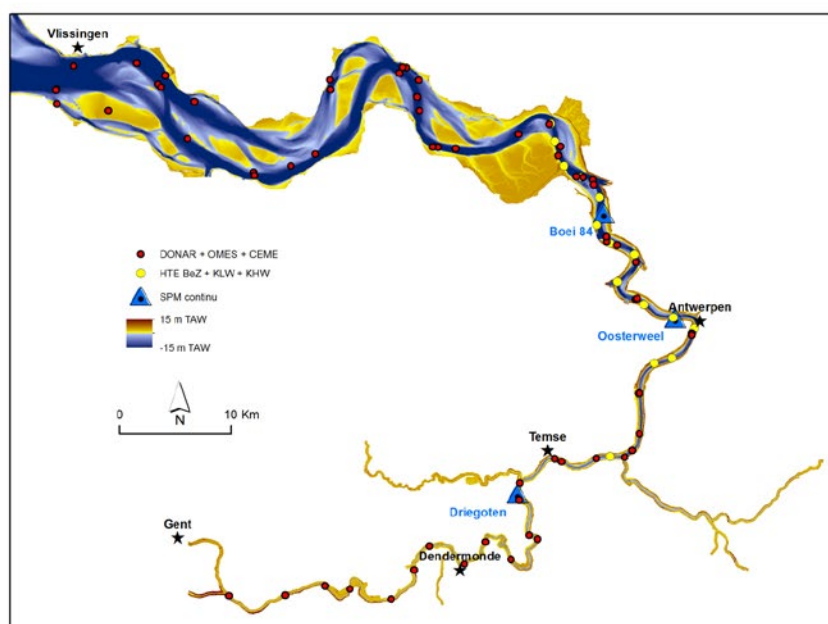 Vlissingen
Boei 84
DONAR + OMES + CEME
HTE BeZ + KLW + KHW
SPM continu
15 m TAW
-15 m TAW
Antwerpen
Oosterweel
0 10 Km
N
Temse
Driegoten
Gent
Dendermonde